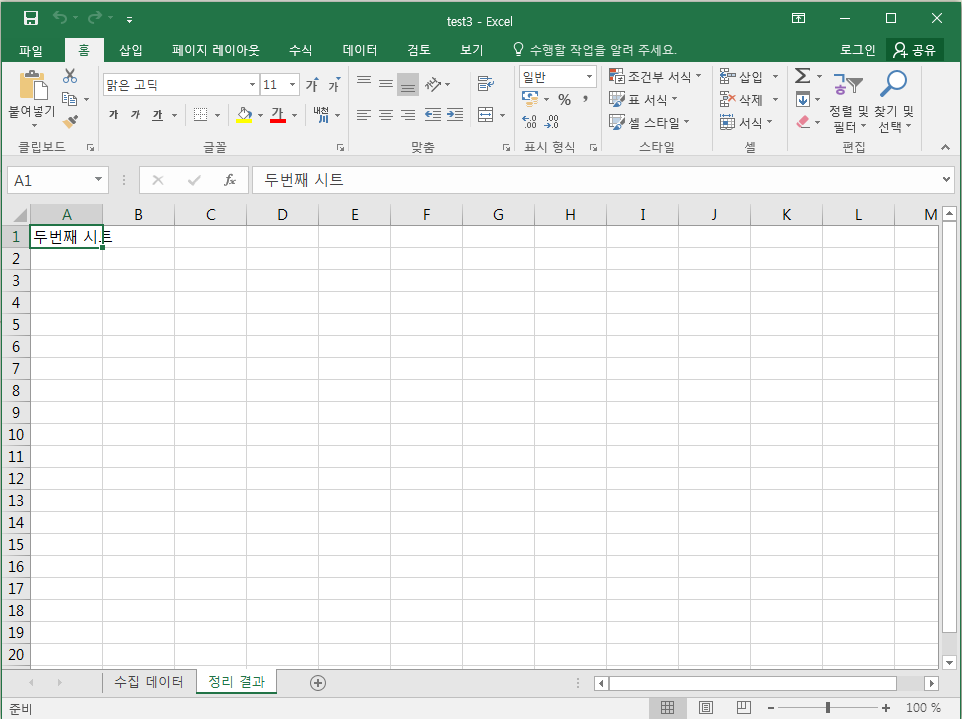 test3 - Excel
파일 홈 삽입 페이지 레이아웃 수식 데이터 검토 보기 수행할 작업을 알려 주세요. 로그인 공유
붙여넣기
클립보드
맑은 고딕 11 가 가
가 가 가 가 내천
글꼴
맞춤
일반
% ,
.00 .00
표시 형식
조건부 서식
표 서식
셀 스타일
스타일
삽입
삭제
서식
셀
정렬 및 필터
찾기 및 선택
편집
A1 fx 두번째 시트
A B C D E F G H I J K L M
1 두번째 시트
2
3
4
5
6
7
8
9
10
11
12
13
14
15
16
17
18
19
20
수집 데이터 정리 결과
준비 100 %